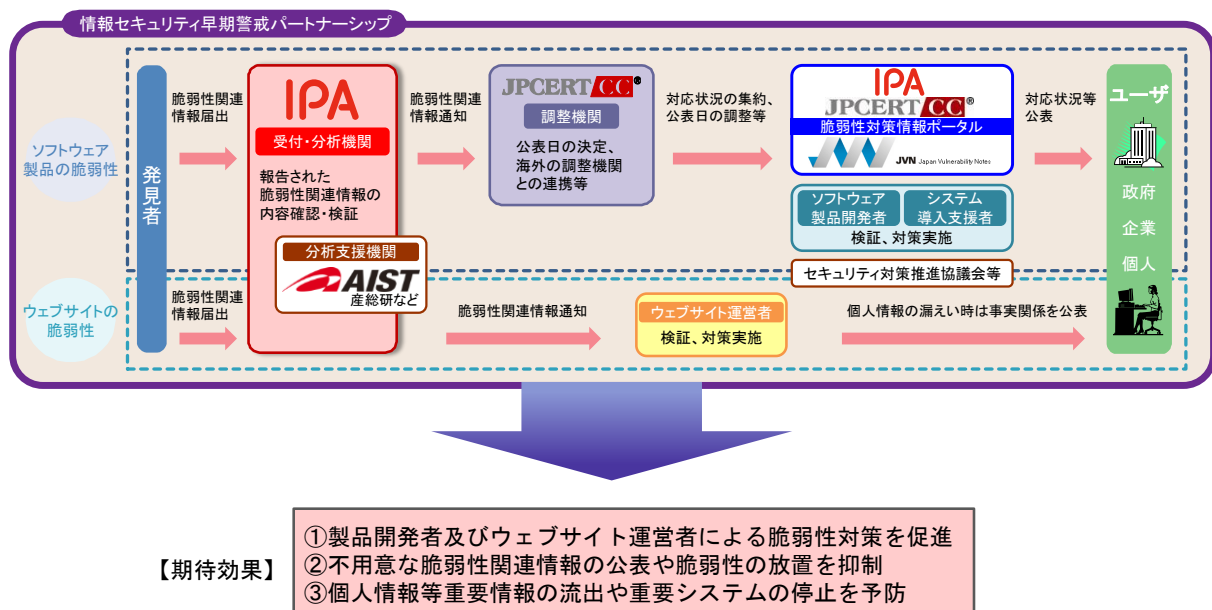 情報セキュリティ早期警戒パートナーシップ
ソフトウェア
製品の脆弱性
発見者
脆弱性関連
情報届出
IPA
受付・分析機関
報告された
脆弱性関連情報の
内容確認・検証
分析支援機関
AIST
産総研など
脆弱性関連
情報通知
JPCERT CC®
調整機関
公表日の決定、
海外の調整機関
との連携等
対応状況の集約、
公表日の調整等
IPA
JPCERT CC®
脆弱性対策情報ポータル
JVN Japan Vulnerability Notes
ソフトウェア
製品開発者
システム
導入支援者
検証、対策実施
セキュリティ対策推進協議会等
対応状況等
公表
ユーザ
政府
企業
個人
ウェブサイトの
脆弱性
脆弱性関連
情報届出
脆弱性関連情報通知
ウェブサイト運営者
検証、対策実施
個人情報の漏えい時は事実関係を公表
【期待効果】
①製品開発者及びウェブサイト運営者による脆弱性対策を促進
②不用意な脆弱性関連情報の公表や脆弱性の放置を抑制
③個人情報等重要情報の流出や重要システムの停止を予防